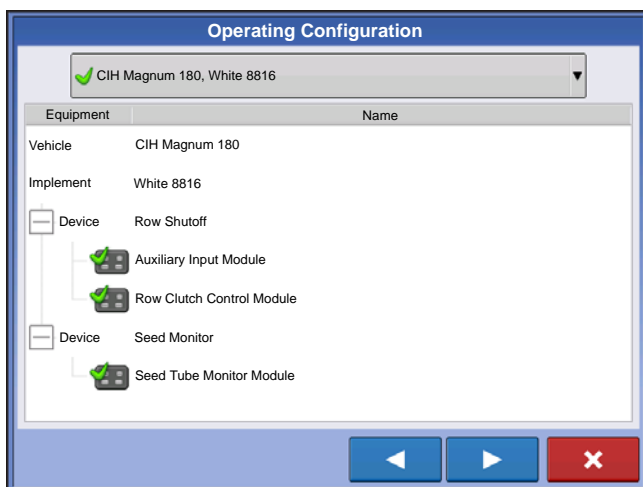 Operating Configuration
CIH Magnum 180, White 8816
Equipment Name
Vehicle CIH Magnum 180
Implement White 8816
Device Row Shutoff
Auxiliary Input Module
Row Clutch Control Module
Device Seed Monitor
Seed Tube Monitor Module